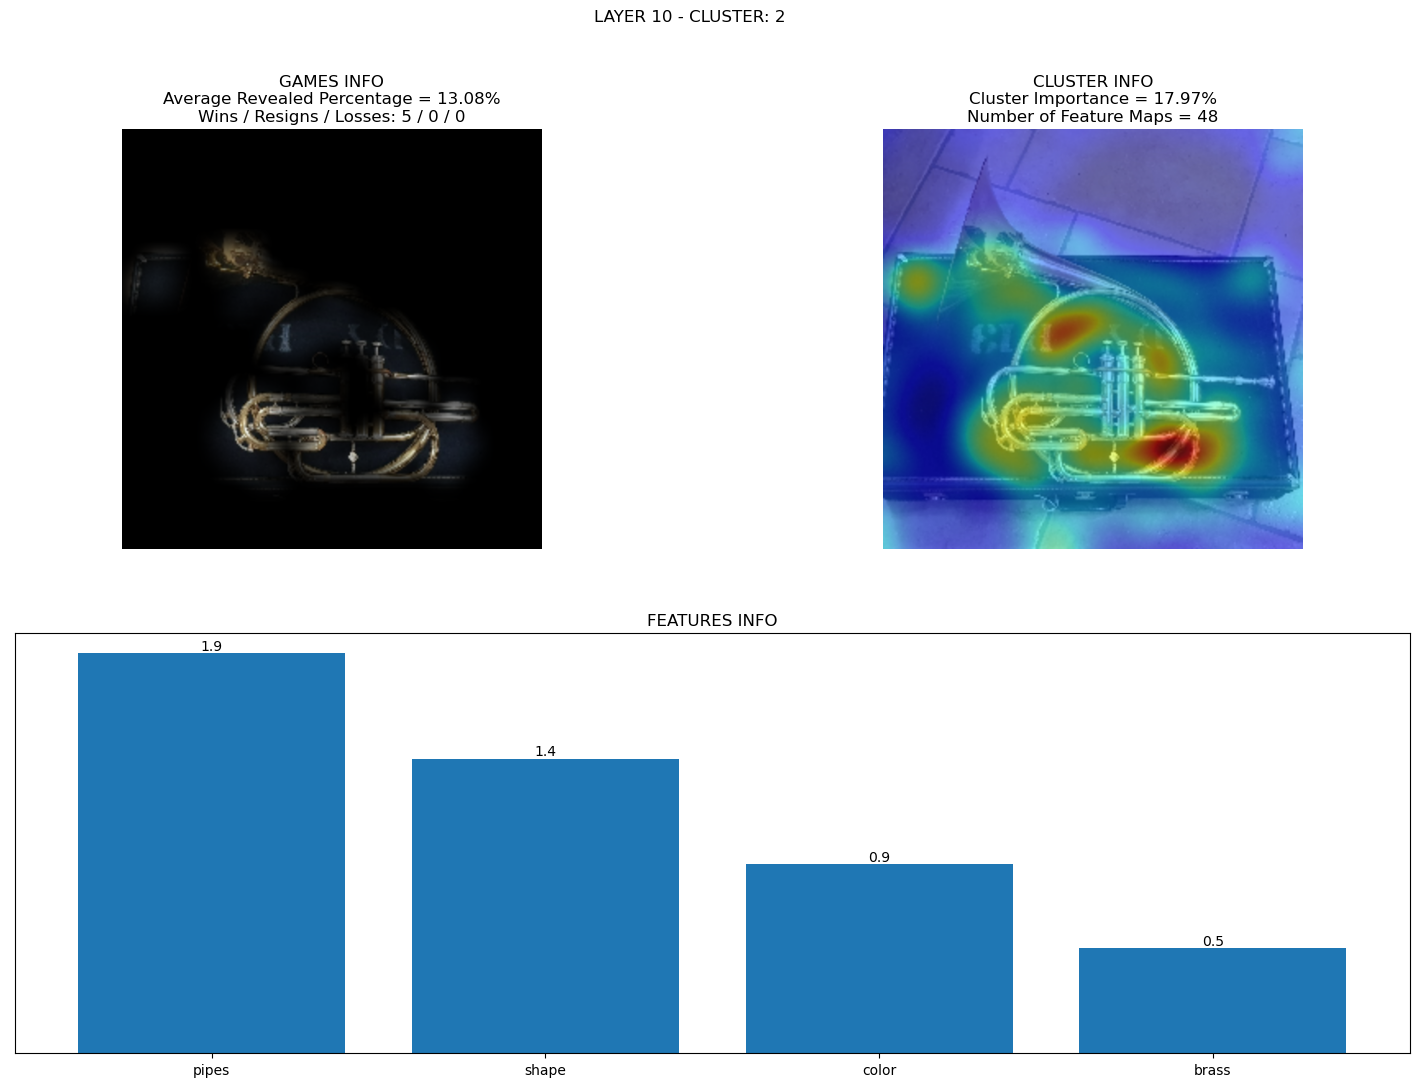 LAYER 10 - CLUSTER: 2
GAMES INFO
Average Revealed Percentage = 13.08%
Wins / Resigns / Losses: 5 / 0 / 0
CLUSTER INFO
Cluster Importance = 17.97%
Number of Feature Maps = 48
FEATURES INFO
1.9
1.4
0.9
0.5
pipes
shape
color
brass